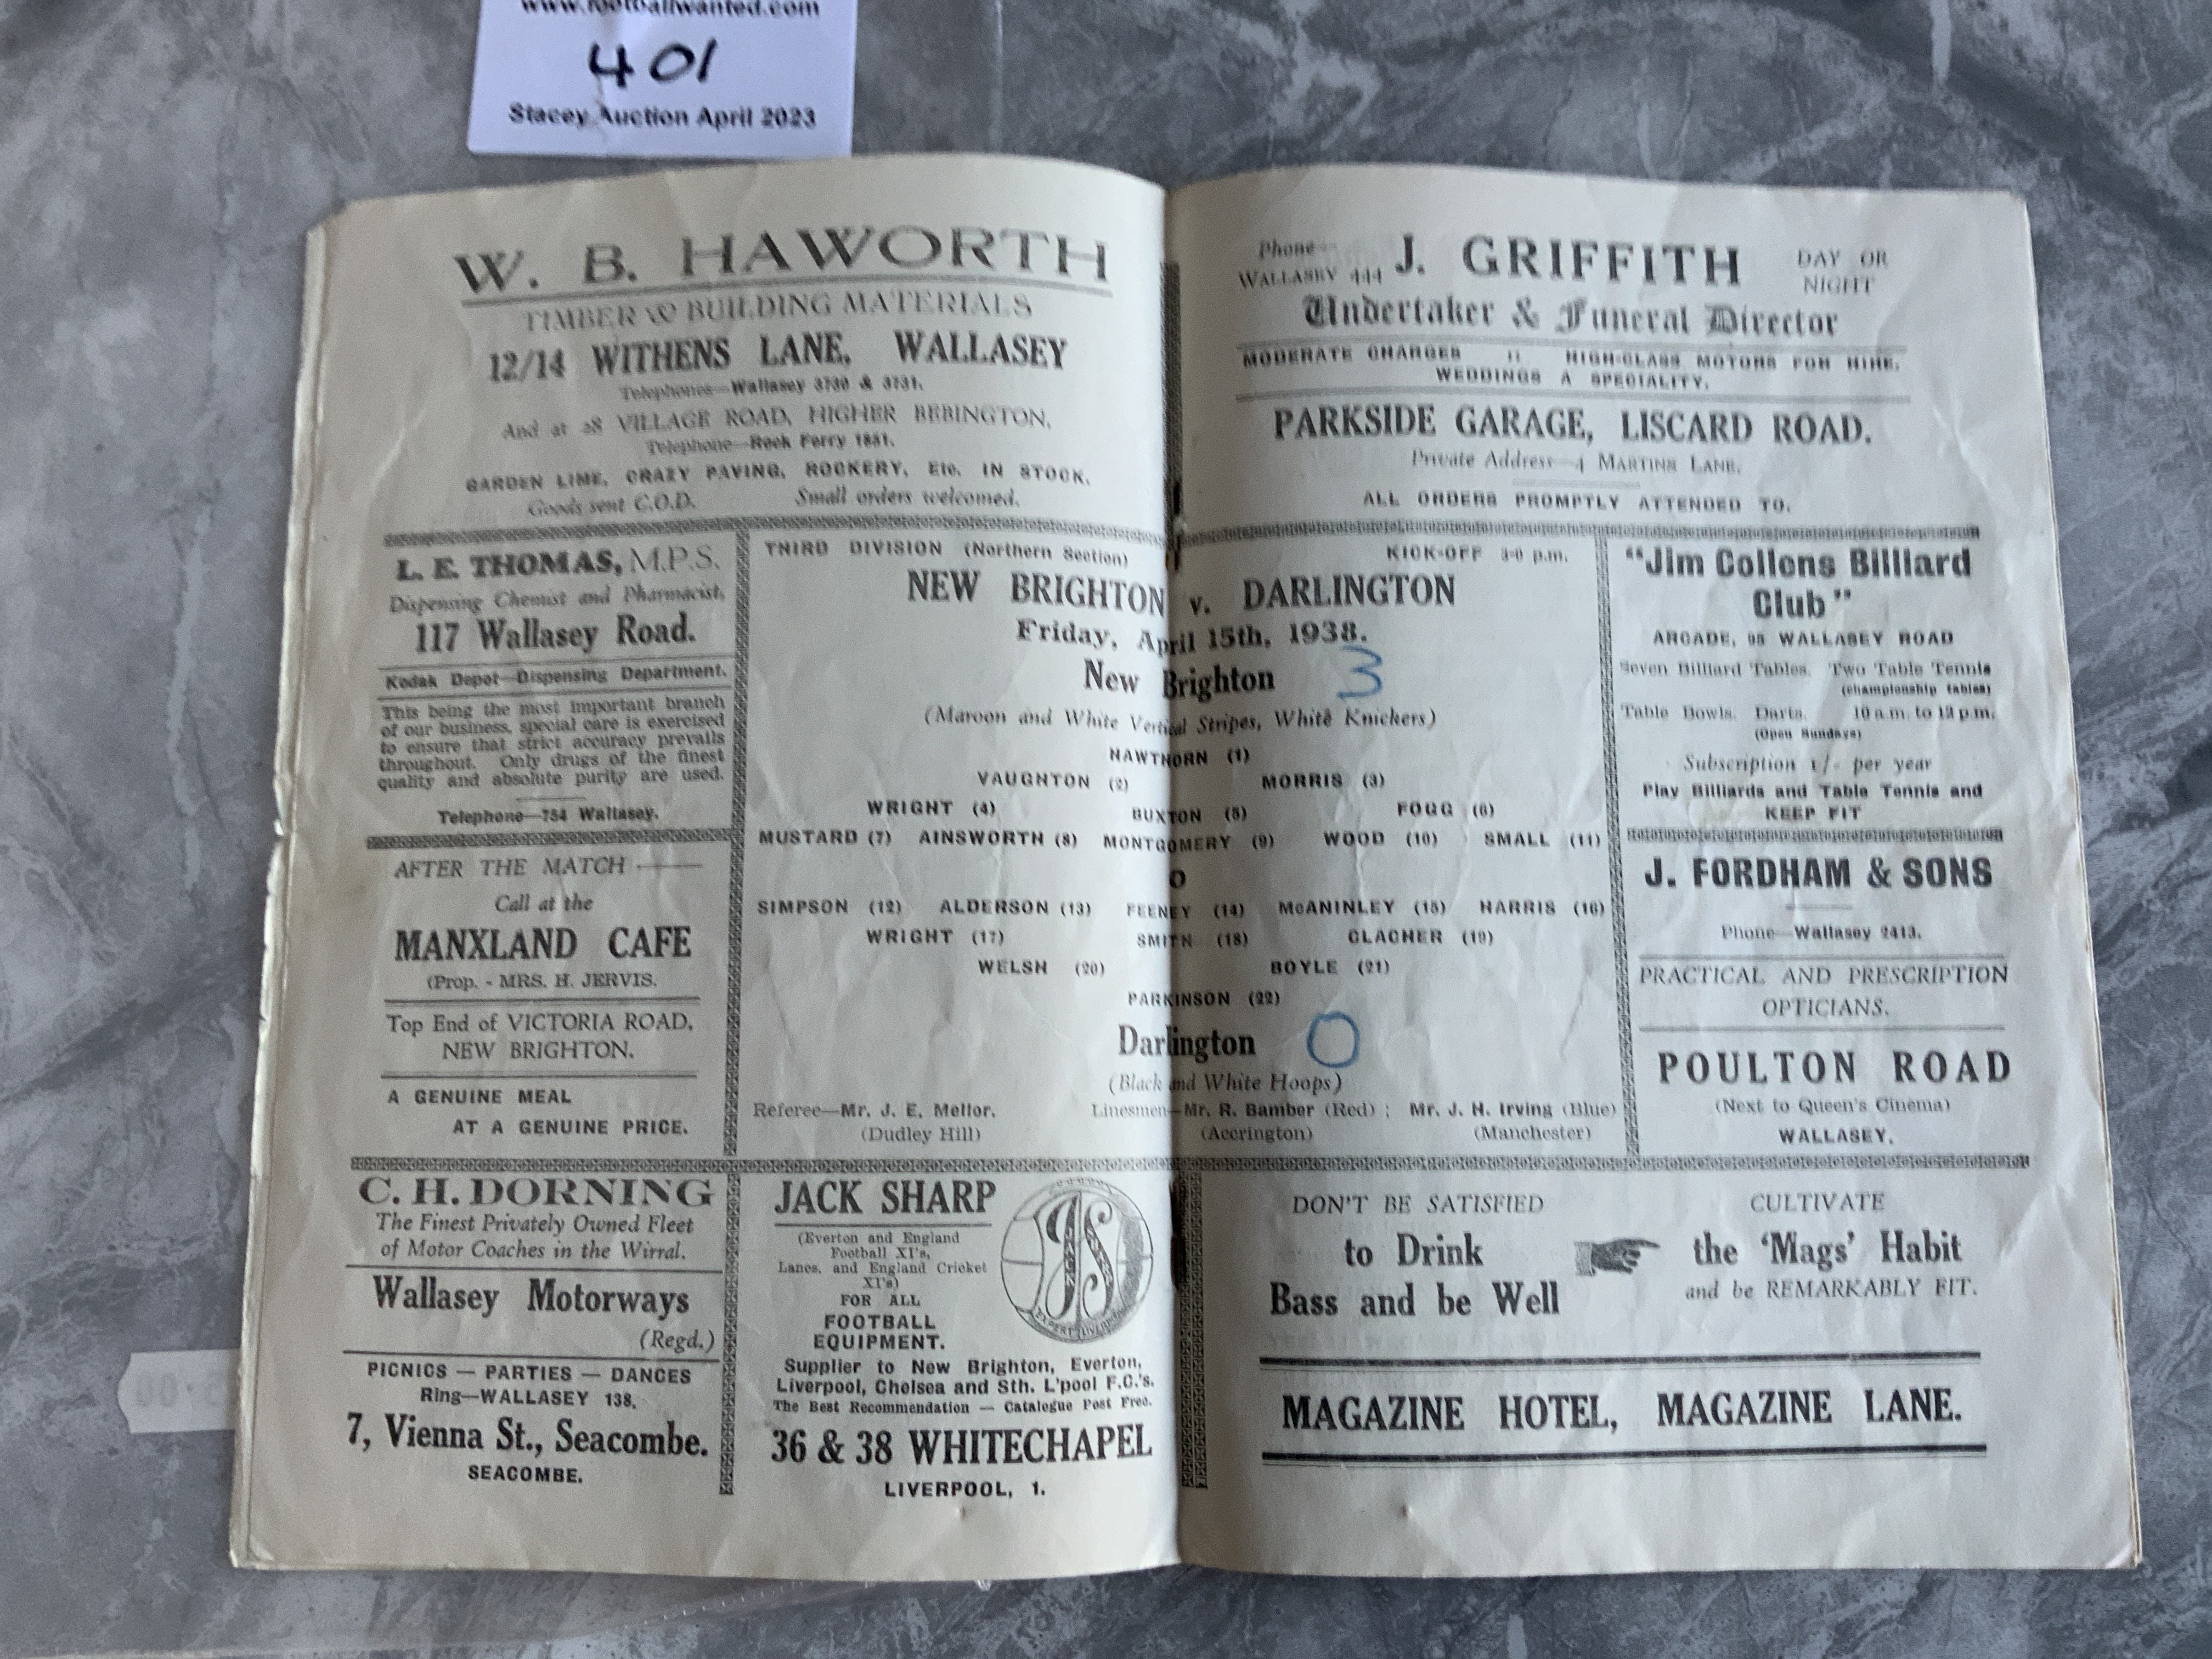 www.footballwanted.com
401
Stacey Auction April 2023
W. B. HAWORTH
TIMBER & BUILDING MATERIALS
12/14 WITHENS LANE, WALLASEY
Telephones—Wallasey 3730 & 3731.
And at 28 VILLAGE ROAD, HIGHER BEBINGTON,
Telephone—Rock Ferry 1851.
GARDEN LIME, CRAZY PAVING, ROCKERY, Etc. IN STOCK.
Goods sent C.O.D. Small orders welcomed.
Phone—
WALLASEY 444
J. GRIFFITH
DAY OR
NIGHT
Undertaker & Funeral Director
MODERATE CHARGES :: HIGH-CLASS MOTORS FOR HIRE.
WEDDINGS A SPECIALITY.
PARKSIDE GARAGE, LISCARD ROAD.
Private Address—4 MARTINS LANE.
ALL ORDERS PROMPTLY ATTENDED TO.
L. E. THOMAS, M.P.S.
Dispensing Chemist and Pharmacist,
117 Wallasey Road.
Kodak Depot—Dispensing Department.
This being the most important branch
of our business, special care is exercised
to ensure that strict accuracy prevails
throughout. Only drugs of the finest
quality and absolute purity are used.
Telephone—754 Wallasey.
AFTER THE MATCH ——
Call at the
MANXLAND CAFE
(Prop. - MRS. H. JERVIS.
Top End of VICTORIA ROAD,
NEW BRIGHTON.
A GENUINE MEAL
AT A GENUINE PRICE.
THIRD DIVISION (Northern Section) KICK-OFF 3-0 p.m.
NEW BRIGHTON v. DARLINGTON
Friday, April 15th, 1938.
New Brighton 3
(Maroon and White Vertical Stripes, White Knickers)
HAWTHORN (1)
VAUGHTON (2) MORRIS (3)
WRIGHT (4) BUXTON (5) FOGG (6)
MUSTARD (7) AINSWORTH (8) MONTGOMERY (9) WOOD (10) SMALL (11)
O
SIMPSON (12) ALDERSON (13) FEENEY (14) McANINLEY (15) HARRIS (16)
WRIGHT (17) SMITH (18) CLACHER (19)
WELSH (20) BOYLE (21)
PARKINSON (22)
Darlington 0
(Black and White Hoops)
Referee—Mr. J. E. Mellor. Linesmen—Mr. R. Bamber (Red) ; Mr. J. H. Irving (Blue)
(Dudley Hill) (Accrington) (Manchester)
"Jim Collens Billiard
Club"
ARCADE, 95 WALLASEY ROAD
Seven Billiard Tables. Two Table Tennis
(championship tables)
Table Bowls. Darts. 10 a.m. to 12 p.m.
(Open Sundays)
Subscription 1/- per year
Play Billiards and Table Tennis and
KEEP FIT
J. FORDHAM & SONS
Phone—Wallasey 2413.
PRACTICAL AND PRESCRIPTION
OPTICIANS.
POULTON ROAD
(Next to Queen's Cinema)
WALLASEY.
C. H. DORNING
The Finest Privately Owned Fleet
of Motor Coaches in the Wirral.
Wallasey Motorways
(Regd.)
PICNICS — PARTIES — DANCES
Ring—WALLASEY 138.
7, Vienna St., Seacombe.
SEACOMBE.
JACK SHARP
(Everton and England
Football XI's,
Lancs. and England Cricket
XI's)
FOR ALL
FOOTBALL
EQUIPMENT.
JACK
Supplier to New Brighton, Everton,
Liverpool, Chelsea and Sth. L'pool F.C.'s.
The Best Recommendation — Catalogue Post Free.
36 & 38 WHITECHAPEL
LIVERPOOL, 1.
DON'T BE SATISFIED
to Drink
Bass and be Well
CULTIVATE
the 'Mags' Habit
and be REMARKABLY FIT.
MAGAZINE HOTEL, MAGAZINE LANE.